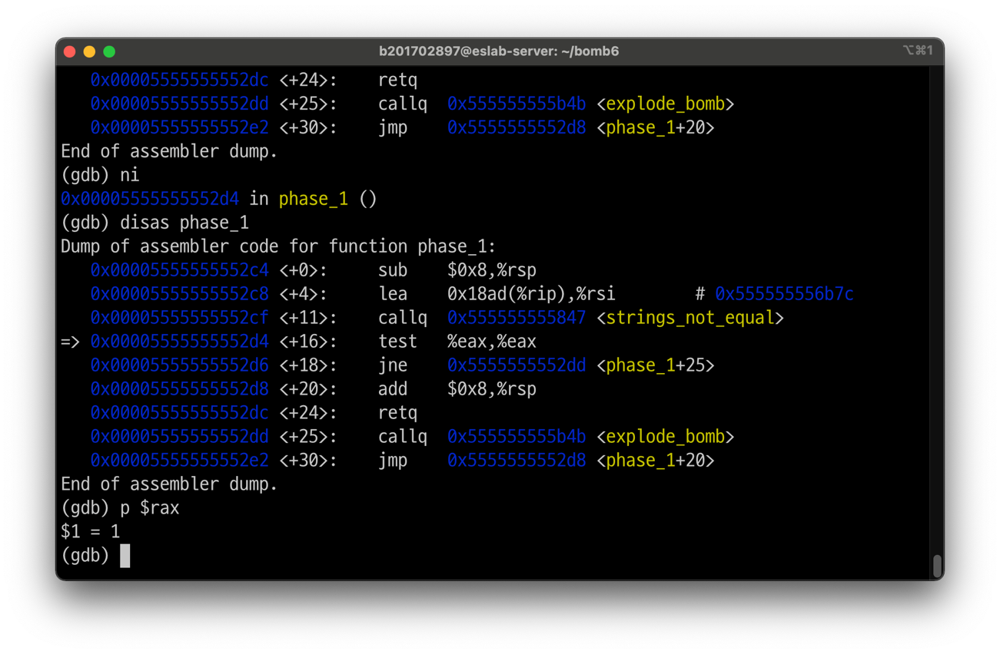 b201702897@eslab-server: ~/bomb6
⌥⌘1
0x00005555555552dc <+24>: retq
0x00005555555552dd <+25>: callq 0x555555555b4b <explode_bomb>
0x00005555555552e2 <+30>: jmp 0x5555555552d8 <phase_1+20>
End of assembler dump.
(gdb) ni
0x00005555555552d4 in phase_1 ()
(gdb) disas phase_1
Dump of assembler code for function phase_1:
0x00005555555552c4 <+0>: sub $0x8,%rsp
0x00005555555552c8 <+4>: lea 0x18ad(%rip),%rsi # 0x555555556b7c
0x00005555555552cf <+11>: callq 0x555555555847 <strings_not_equal>
=> 0x00005555555552d4 <+16>: test %eax,%eax
0x00005555555552d6 <+18>: jne 0x5555555552dd <phase_1+25>
0x00005555555552d8 <+20>: add $0x8,%rsp
0x00005555555552dc <+24>: retq
0x00005555555552dd <+25>: callq 0x555555555b4b <explode_bomb>
0x00005555555552e2 <+30>: jmp 0x5555555552d8 <phase_1+20>
End of assembler dump.
(gdb) p $rax
$1 = 1
(gdb)